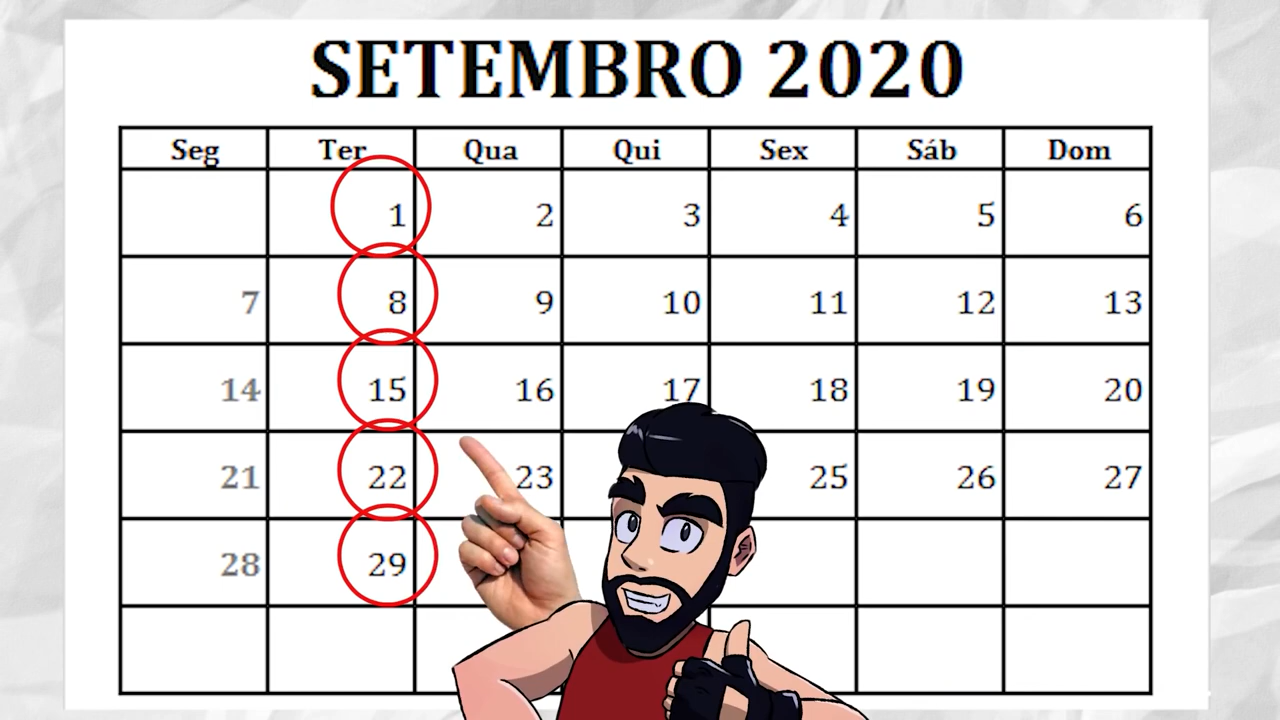 SETEMBRO 2020
Seg Ter Qua Qui Sex Sáb Dom
1 2 3 4 5 6
7 8 9 10 11 12 13
14 15 16 17 18 19 20
21 22 23 25 26 27
28 29